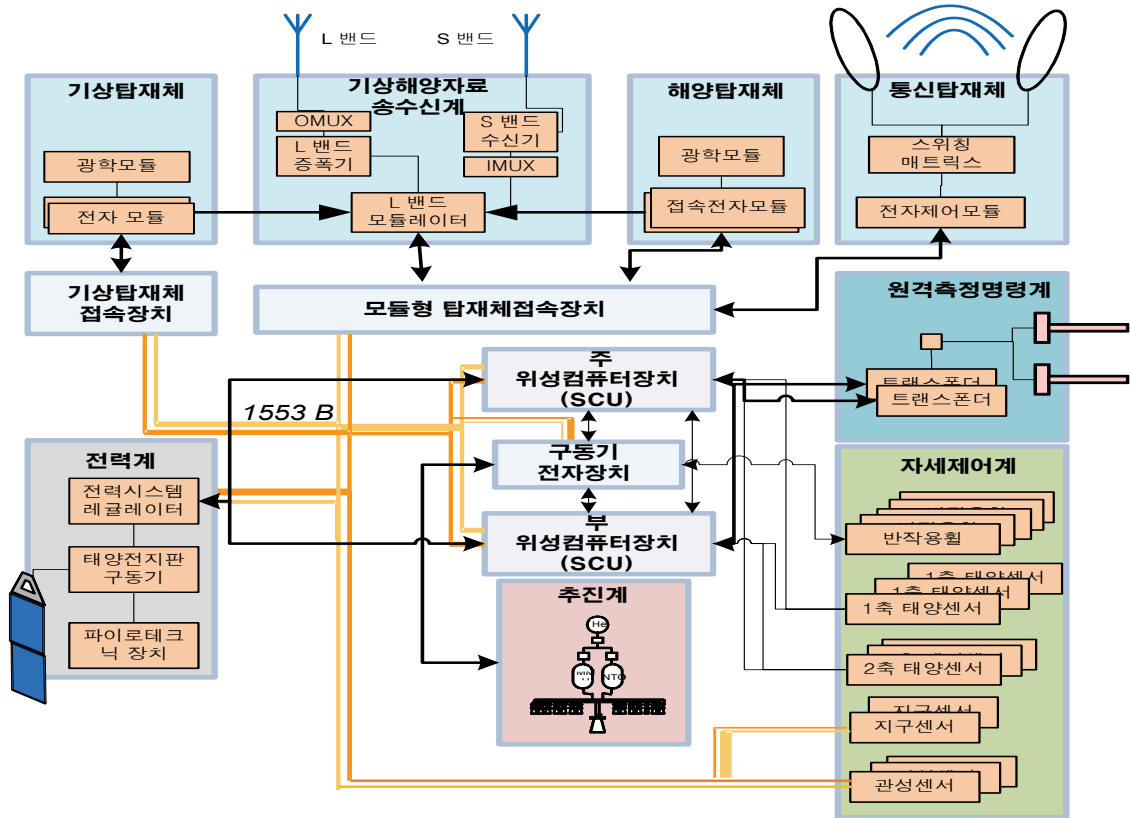 L 밴드
S 밴드
기상탑재체
광학모듈
전자 모듈
기상해양자료
송수신계
OMUX
L 밴드
증폭기
S 밴드
수신기
IMUX
L 밴드
모듈레이터
해양탑재체
광학모듈
접속전자모듈
통신탑재체
스위칭
매트릭스
전자제어모듈
기상탑재체
접속장치
모듈형 탑재체접속장치
원격측정명령계
트랜스폰더
트랜스폰더
주
위성컴퓨터장치
(SCU)
1553 B
구동기
전자장치
부
위성컴퓨터장치
(SCU)
전력계
전력시스템
레귤레이터
태양전지판
구동기
파이로테크
닉 장치
추진계
He
NTO
자세제어계
반작용휠
1축 태양센서
1축 태양센서
1축 태양센서
2축 태양센서
지구센서
지구센서
관성센서